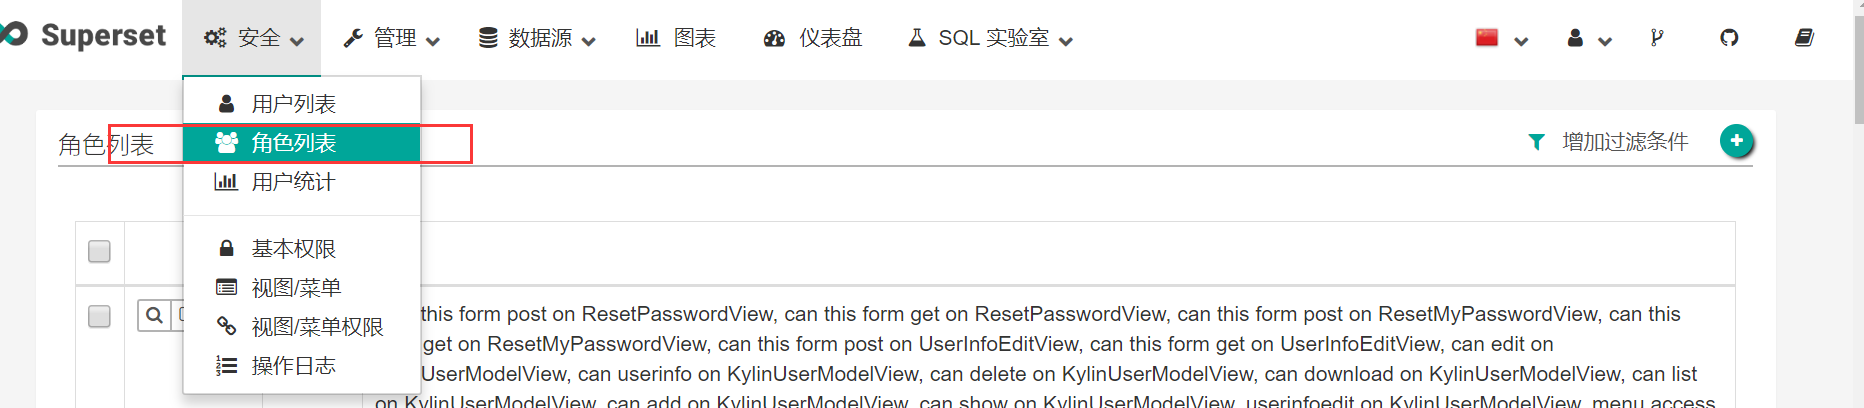 Superset 安全 管理 数据源 图表 仪表盘 SQL 实验室
用户列表
角色列表 角色列表 增加过滤条件
用户统计
基本权限
视图/菜单
this form post on ResetPasswordView, can this form get on ResetPasswordView, can this form post on ResetMyPasswordView, can this
视图/菜单权限
get on ResetMyPasswordView, can this form post on UserInfoEditView, can this form get on UserInfoEditView, can edit on
操作日志
UserModelView, can userinfo on KylinUserModelView, can delete on KylinUserModelView, can download on KylinUserModelView, can list
on KylinUserModelView, can add on KylinUserModelView, can show on KylinUserModelView, userinfoedit on KylinUserModelView, menu access